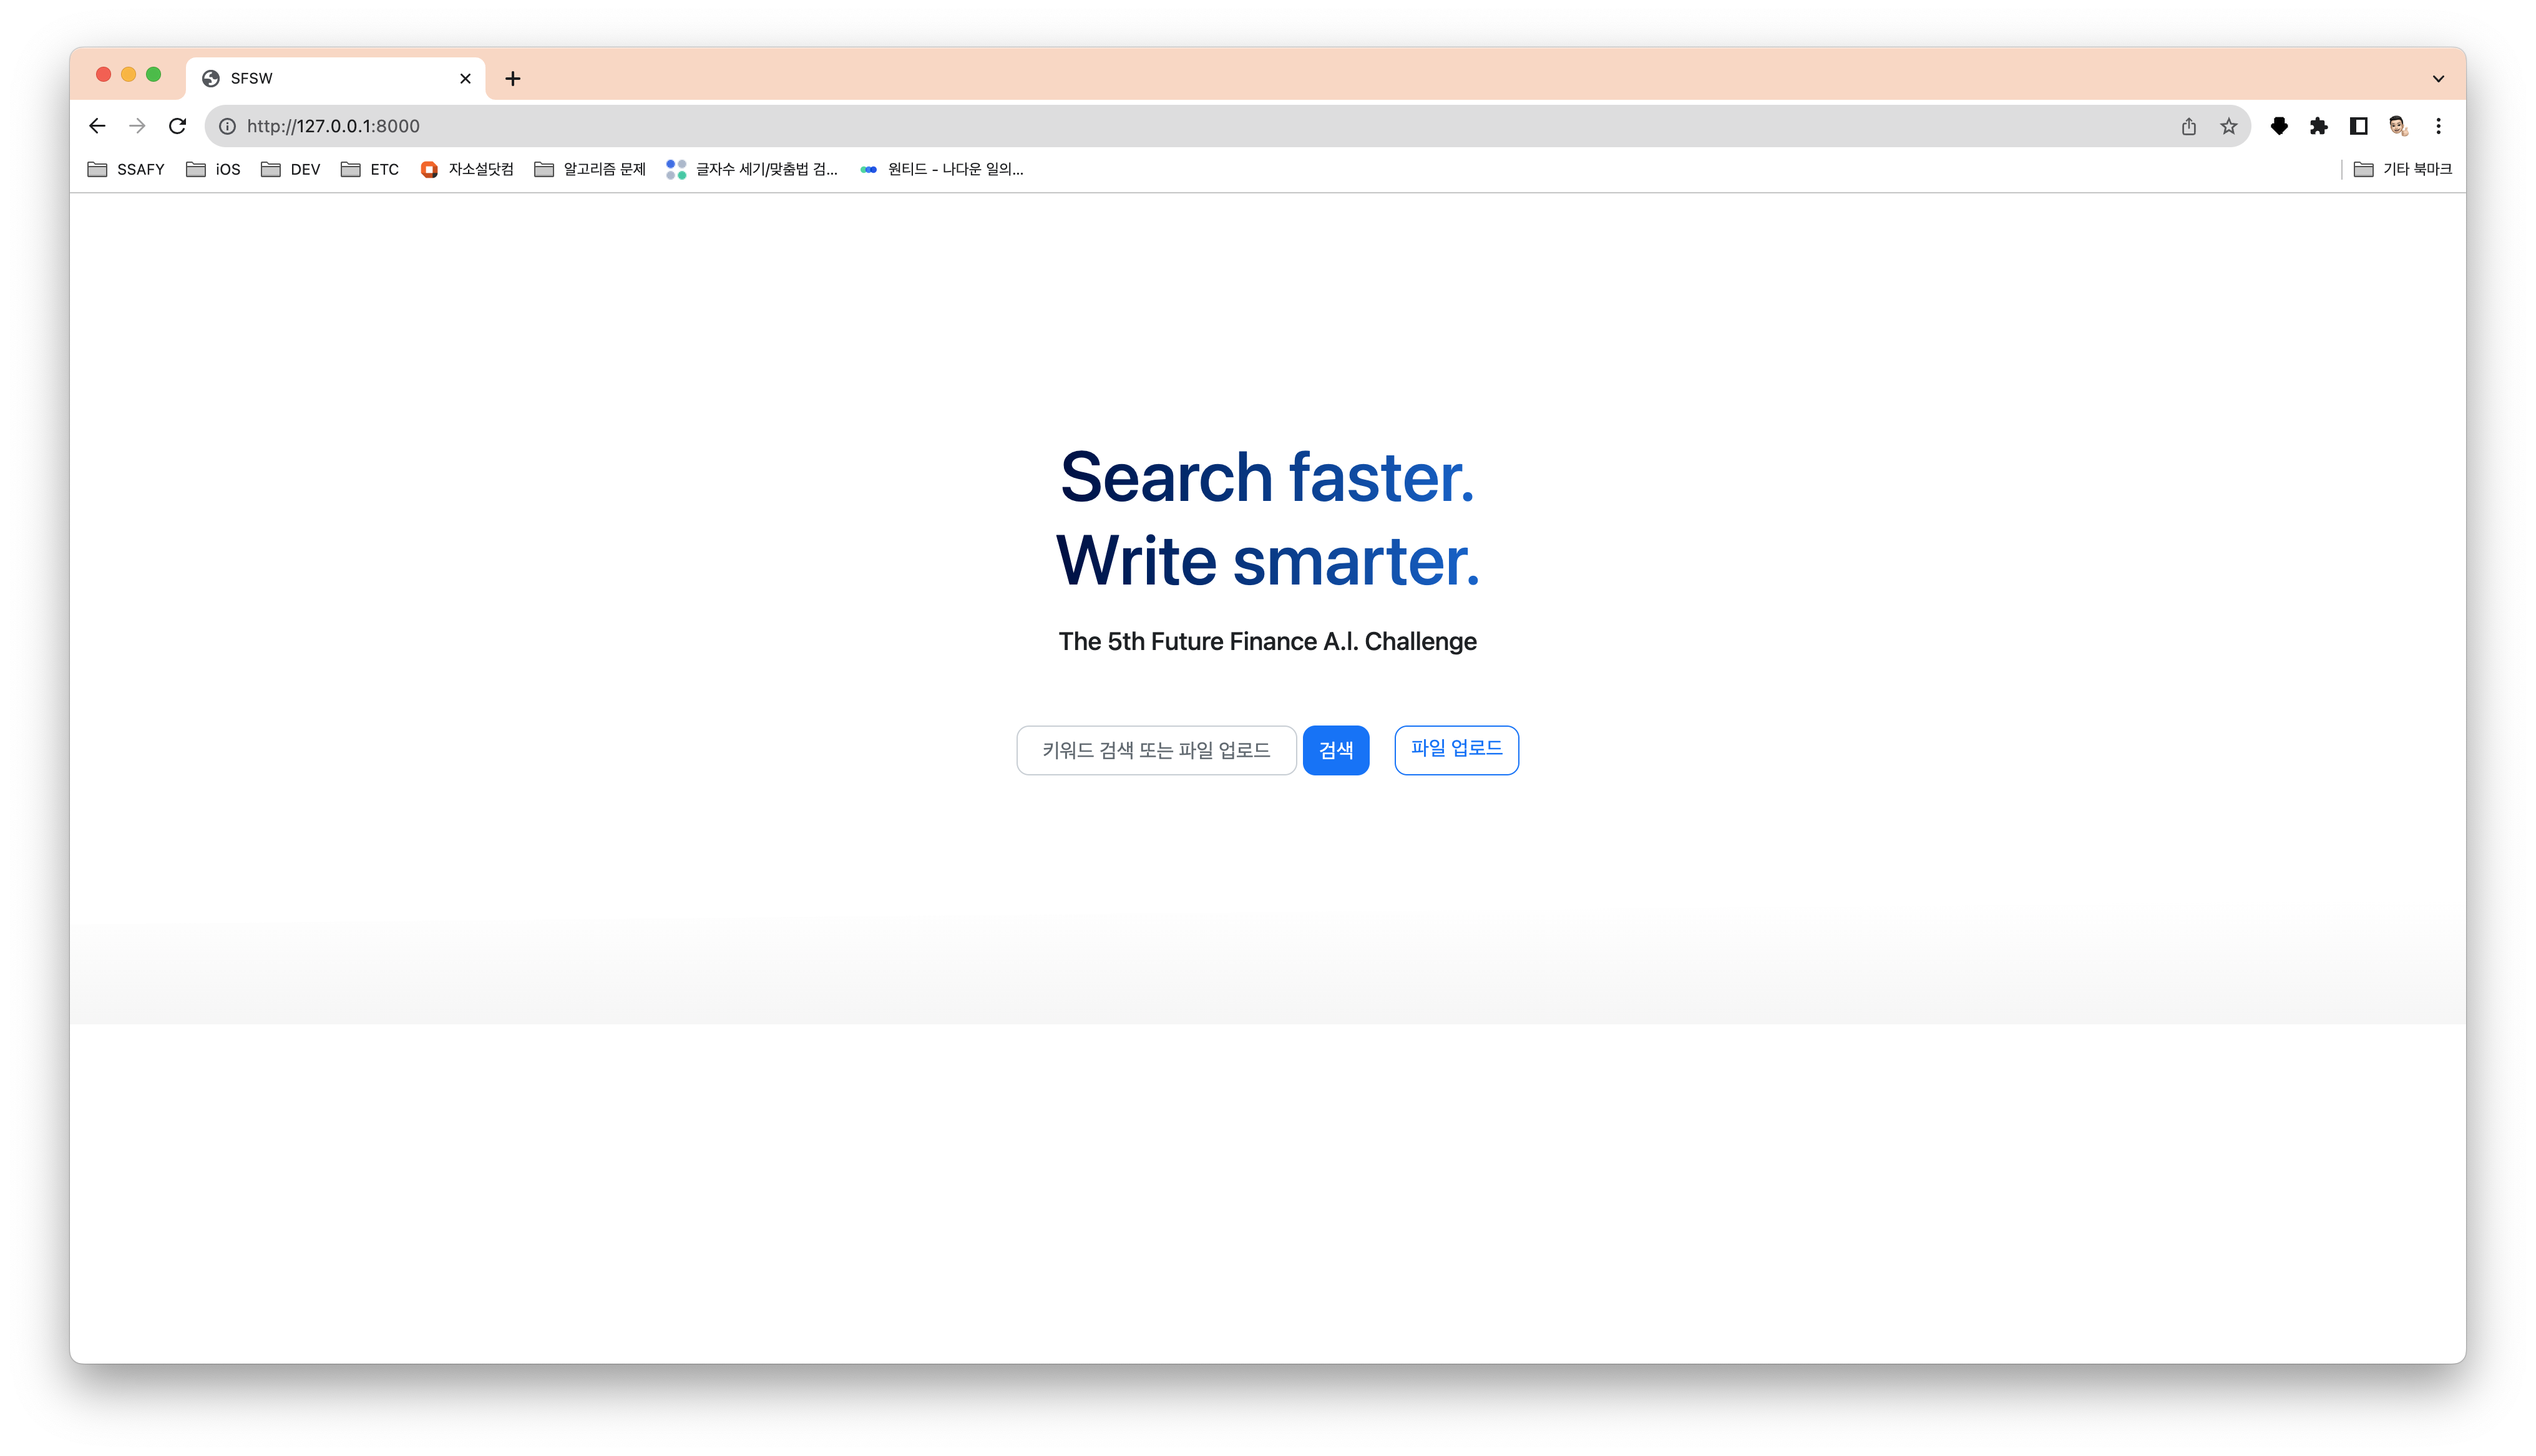 SFSW
http://127.0.0.1:8000
SSAFY iOS DEV ETC 자소설닷컴 알고리즘 문제 글자수 세기/맞춤법 검... 원티드 - 나다운 일의... 기타 북마크
Search faster.
Write smarter.
The 5th Future Finance A.I. Challenge
키워드 검색 또는 파일 업로드 검색 파일 업로드